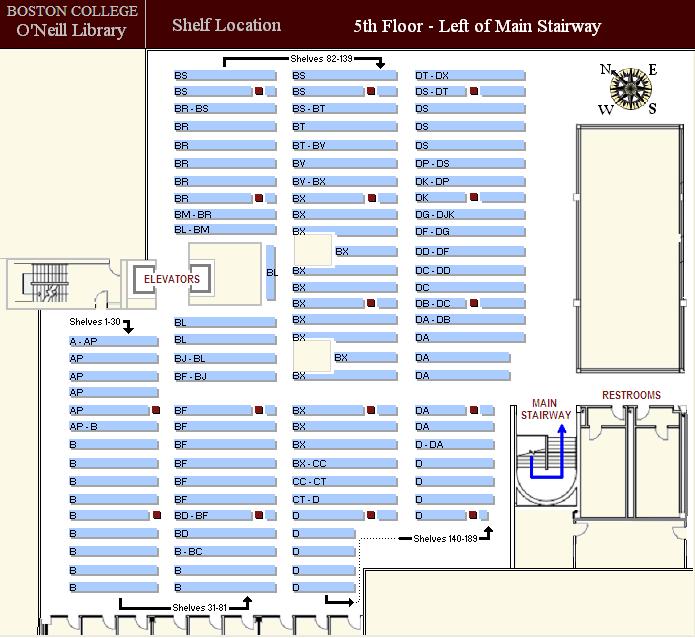 BOSTON COLLEGE
O'Neill Library
Shelf Location
5th Floor - Left of Main Stairway
Shelves 82-139
N E
W S
BS BS DT - DX
BS BS DS - DT
BR - BS BS - BT DS
BR BT DS
BR BT - BV DS
BR BV DP - DS
BR BV - BX DK - DP
BR BX DK
BM - BR BX DG - DJK
BL - BM BX DF - DG
BX DD - DF
BL BX DC - DD
ELEVATORS
BX DC
BX DB - DC
Shelves 1-30 BL BX DA - DB
A - AP BL BX DA
AP BJ - BL BX DA
AP BF - BJ BX DA
AP
AP BF BX DA
AP - B BF BX DA
B BF BX D - DA
B BF BX - CC D
B BF CC - CT D
B BF CT - D D
B BD - BF D D
B BD D
B B - BC D
B B D
B B D
MAIN
STAIRWAY
RESTROOMS
Shelves 140-189
Shelves 31-81